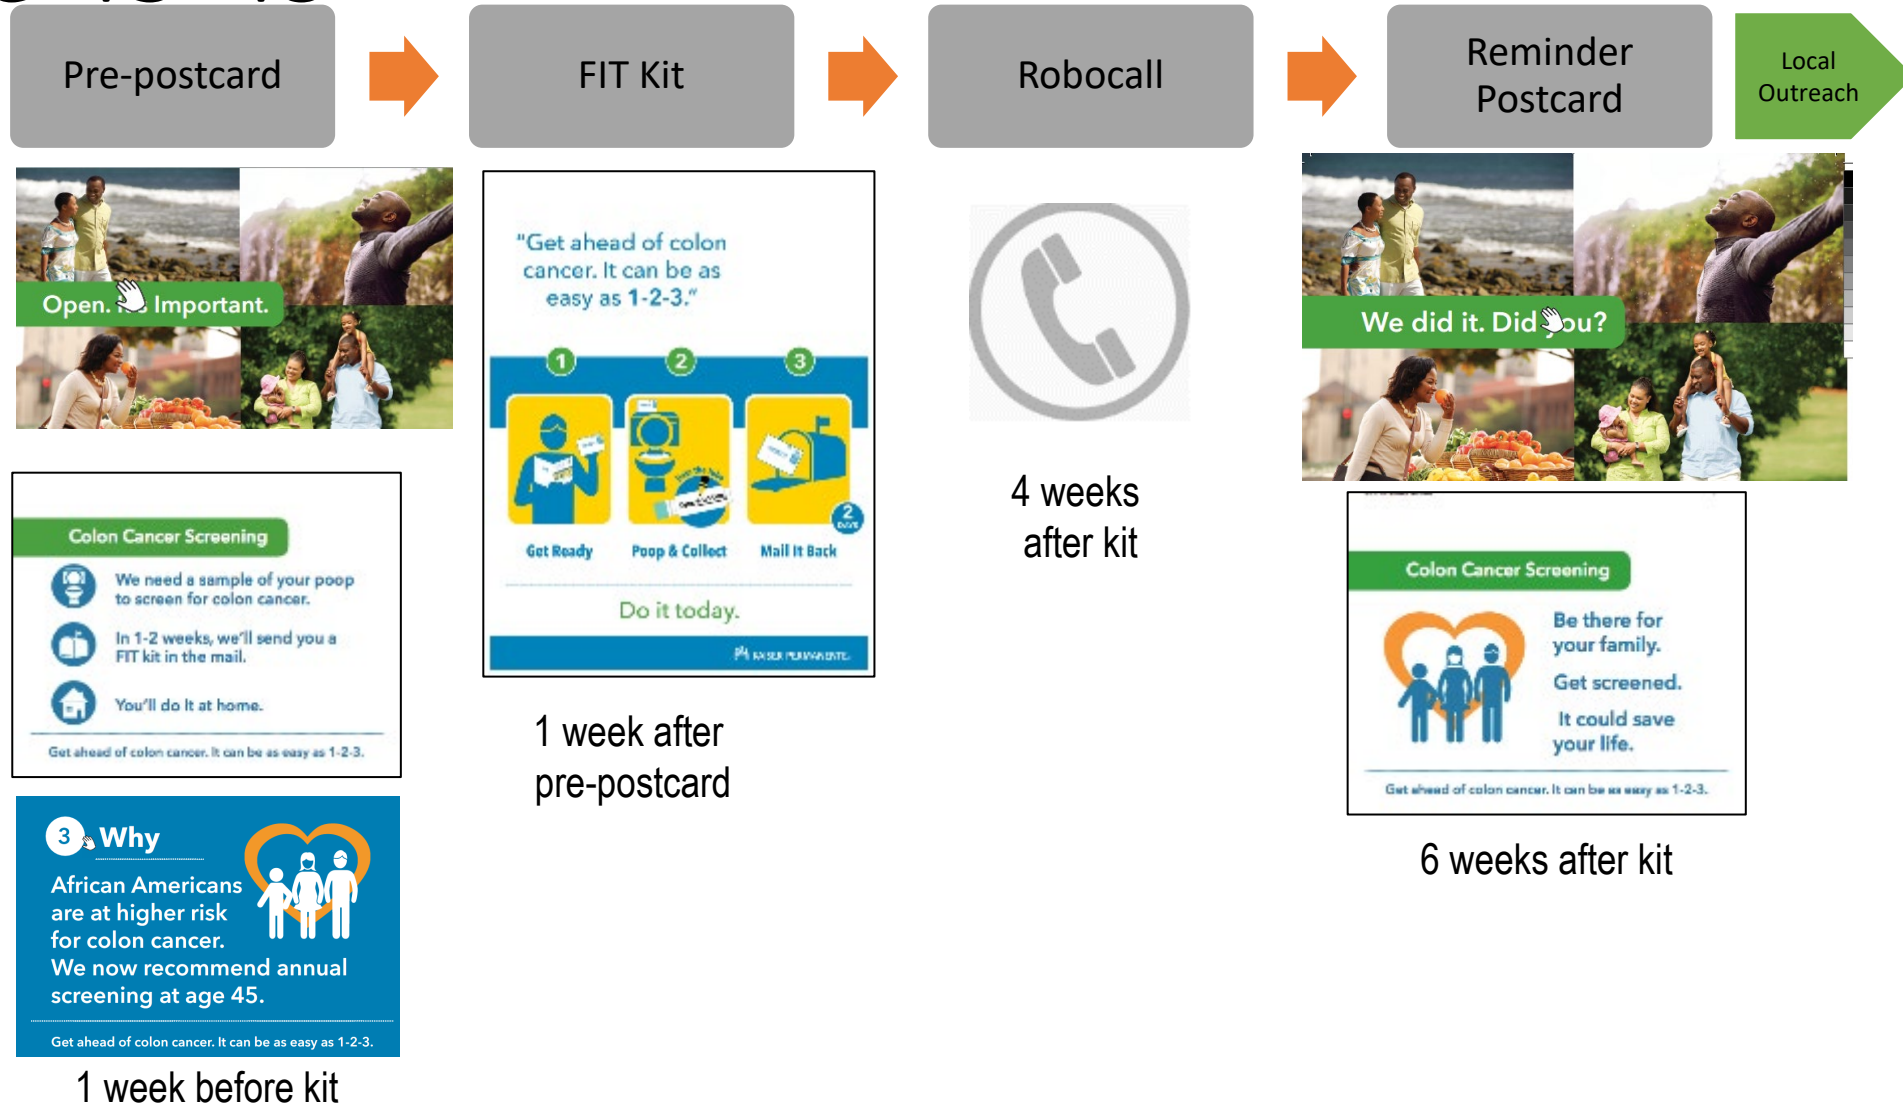 Pre-postcard
FIT Kit
Robocall
Reminder
Postcard
Local
Outreach
Open. Important.
Colon Cancer Screening
We need a sample of your poop
to screen for colon cancer.
In 1-2 weeks, we'll send you a
FIT kit in the mail.
You'll do it at home.
Get ahead of colon cancer. It can be as easy as 1-2-3.
3 Why
African Americans
are at higher risk
for colon cancer.
We now recommend annual
screening at age 45.
Get ahead of colon cancer. It can be as easy as 1-2-3.
1 week before kit
"Get ahead of colon
cancer. It can be as
easy as 1-2-3."
1 2 3
2
DAYS
Get Ready Poop & Collect Mail It Back
Do it today.
KAISER PERMANENTE.
1 week after
pre-postcard
4 weeks
after kit
We did it. Did you?
Colon Cancer Screening
Be there for
your family.
Get screened.
It could save
your life.
Get ahead of colon cancer. It can be as easy as 1-2-3.
6 weeks after kit